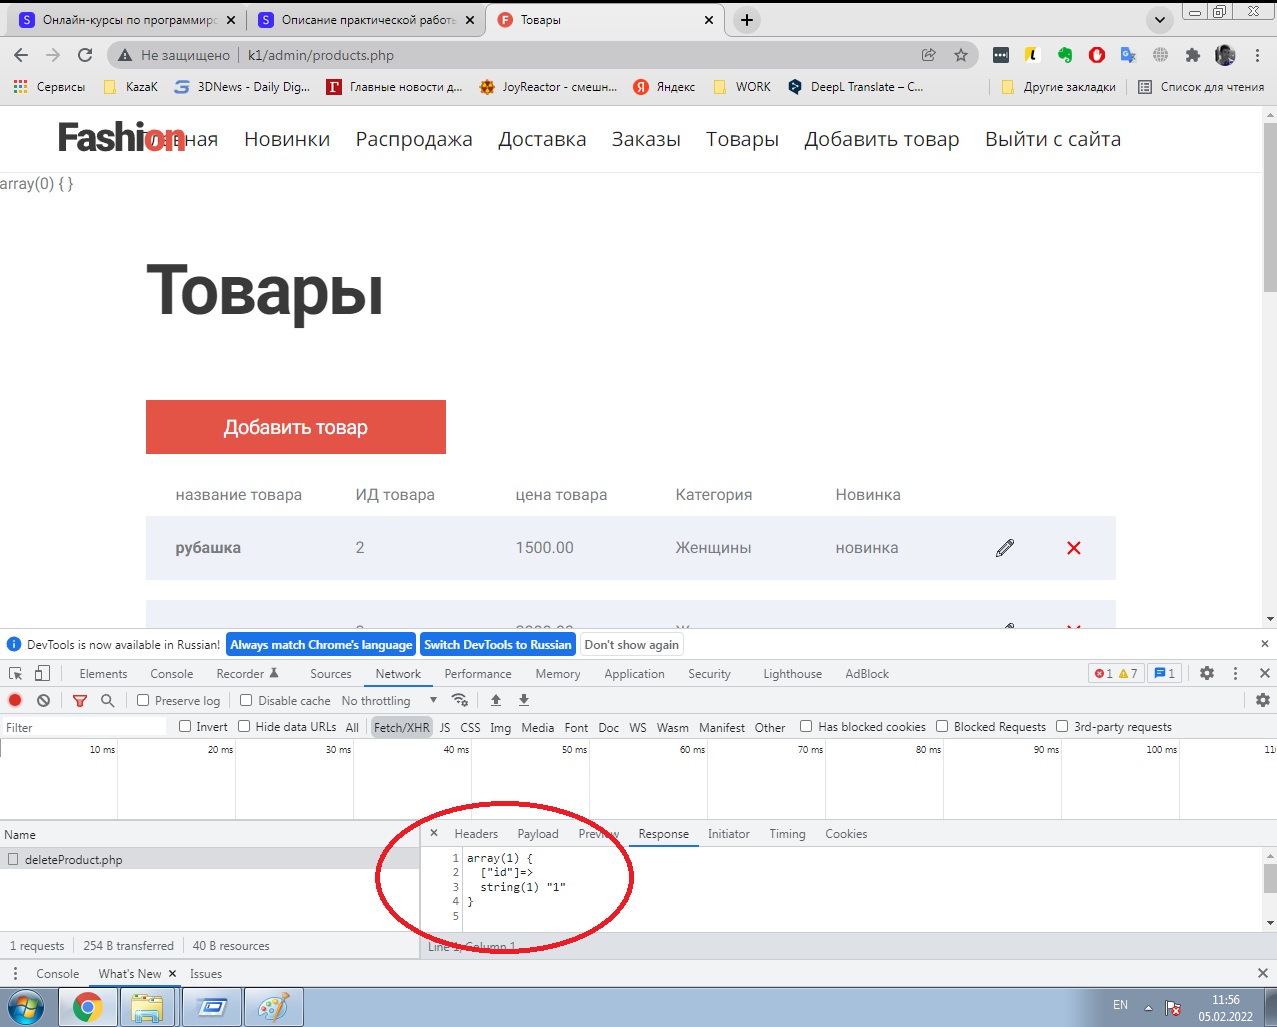 Онлайн-курсы по программирс
Описание практической работы
Товары
Не защищено
k1/admin/products.php
Сервисы
KazaK
3DNews - Daily Dig...
Главные новости д...
JoyReactor - смешн...
Яндекс
WORK
DeepL Translate – C...
Другие закладки
Список для чтения
Fashion
Новинки
Распродажа
Доставка
Заказы
Товары
Добавить товар
Выйти с сайта
array(0) { }
Товары
Добавить товар
название товара
ИД товара
цена товара
Категория
Новинка
рубашка
2
1500.00
Женщины
новинка
DevTools is now available in Russian!
Always match Chrome's language
Switch DevTools to Russian
Don't show again
Elements
Console
Recorder
Sources
Network
Performance
Memory
Application
Security
Lighthouse
AdBlock
1
7
1
Preserve log
Disable cache
No throttling
Filter
Invert
Hide data URLs
All
Fetch/XHR
JS
CSS
Img
Media
Font
Doc
WS
Wasm
Manifest
Other
Has blocked cookies
Blocked Requests
3rd-party requests
10 ms
20 ms
30 ms
40 ms
50 ms
60 ms
70 ms
80 ms
90 ms
100 ms
Name
Headers
Payload
Preview
Response
Initiator
Timing
Cookies
deleteProduct.php
1 array(1) {
2 ["id"]=>
3 string(1) "1"
4 }
5
1 requests
254 B transferred
40 B resources
Line 1, Column 1
Console
What's New
Issues
EN
11:56
05.02.2022